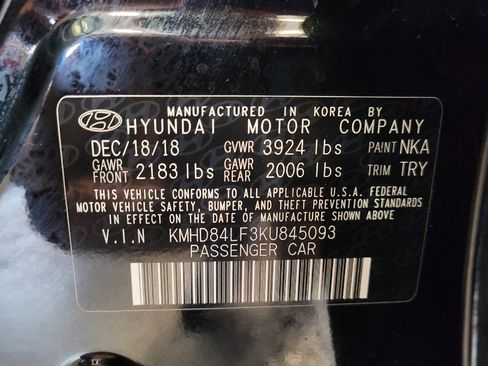 MANUFACTURED IN KOREA BY
HYUNDAI MOTOR COMPANY
DEC/18/18 GVWR 3924 lbs PAINT NKA
GAWR FRONT 2183 lbs GAWR REAR 2006 lbs TRIM TRY
THIS VEHICLE CONFORMS TO ALL APPLICABLE U.S.A. FEDERAL
MOTOR VEHICLE SAFETY, BUMPER, AND THEFT PREVENTION STANDARDS
IN EFFECT ON THE DATE OF MANUFACTURE SHOWN ABOVE
V.I.N KMHD84LF3KU845093
PASSENGER CAR